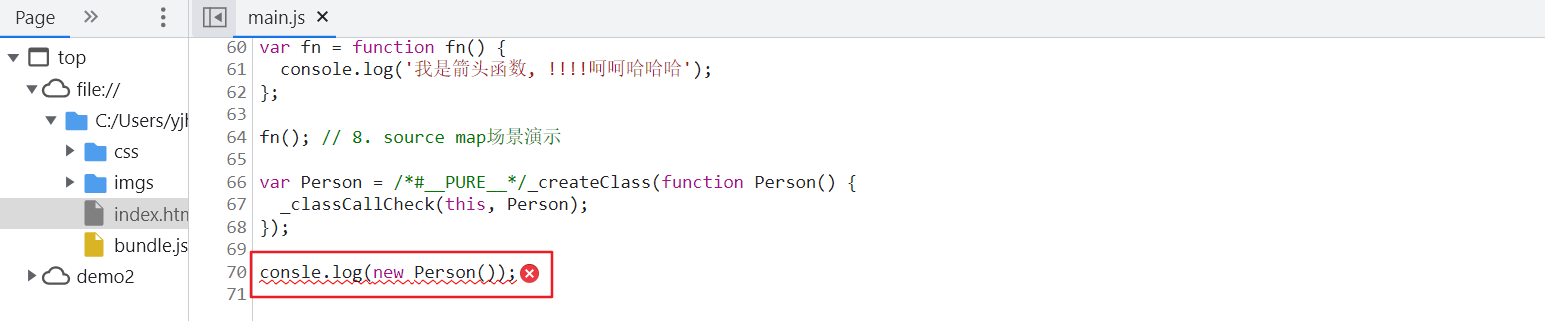 Page
main.js
top
file://
C:/Users/yjh
css
imgs
index.htm
bundle.js
demo2
60 var fn = function fn() {
61   console.log('我是箭头函数, !!!!呵呵哈哈哈');
62 };
63
64 fn(); // 8. source map场景演示
65
66 var Person = /*#__PURE__*/_createClass(function Person() {
67   _classCallCheck(this, Person);
68 });
69
70 consle.log(new Person());
71